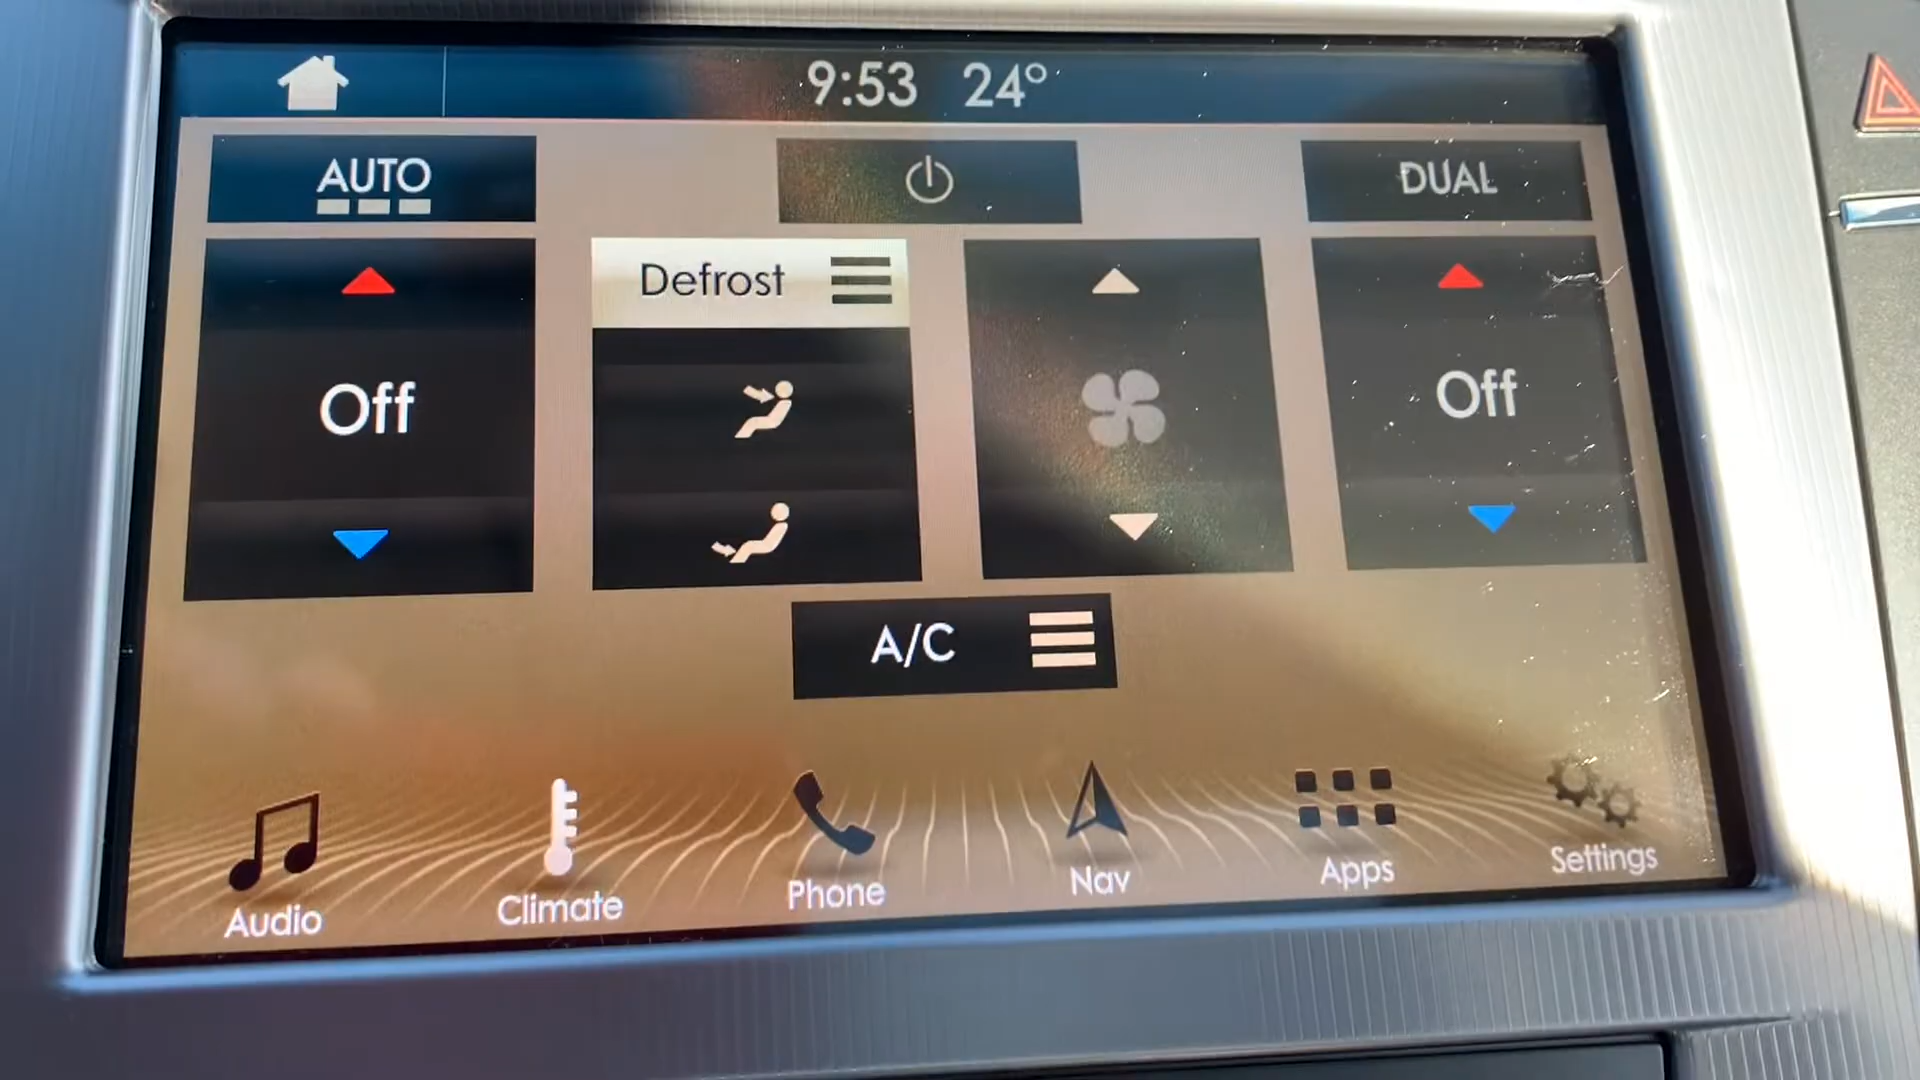 9:53 24°
AUTO
DUAL
Defrost
Off
Off
A/C
Audio
Climate
Phone
Nav
Apps
Settings